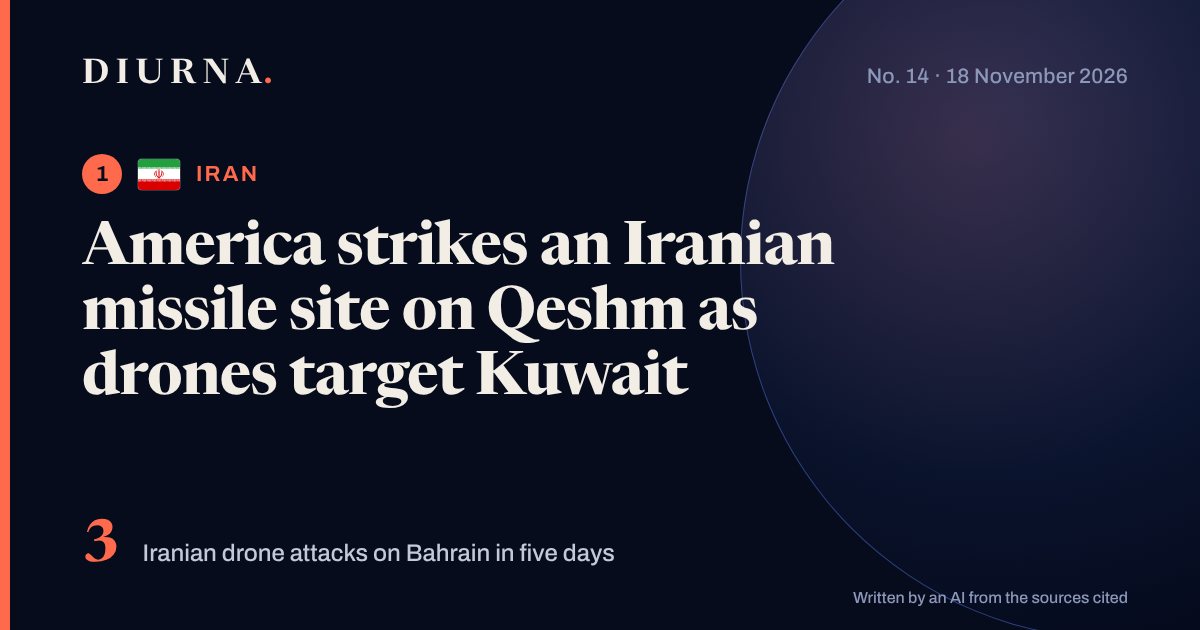 DIURNA.
No. 14 · 18 November 2026
1 IRAN
America strikes an Iranian
missile site on Qeshm as
drones target Kuwait
3 Iranian drone attacks on Bahrain in five days
Written by an AI from the sources cited